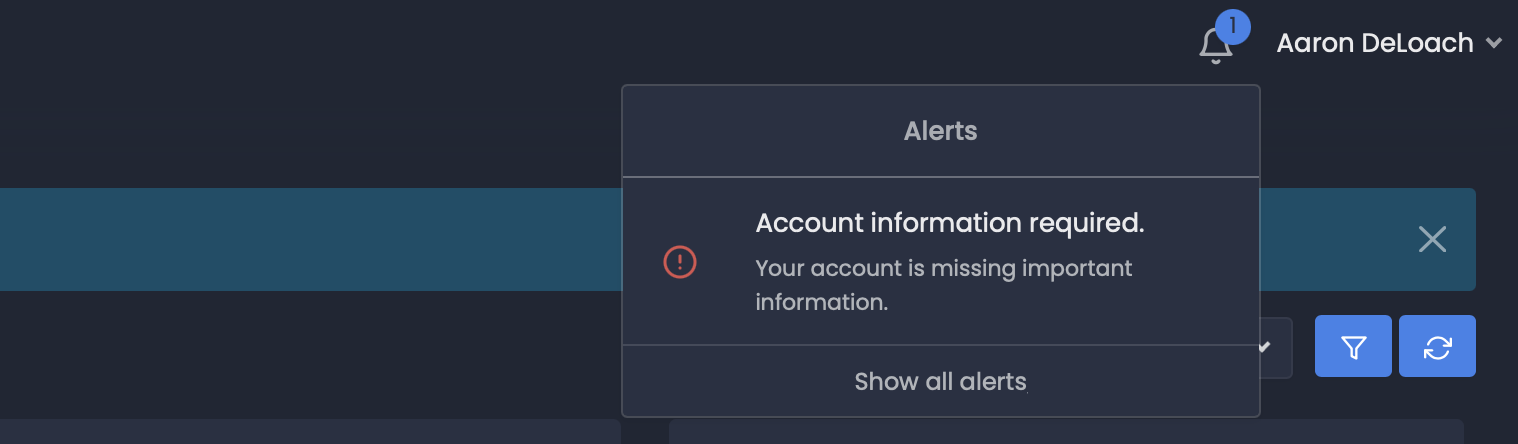 1
Aaron DeLoach
Alerts
Account information required.
Your account is missing important
information.
Show all alerts